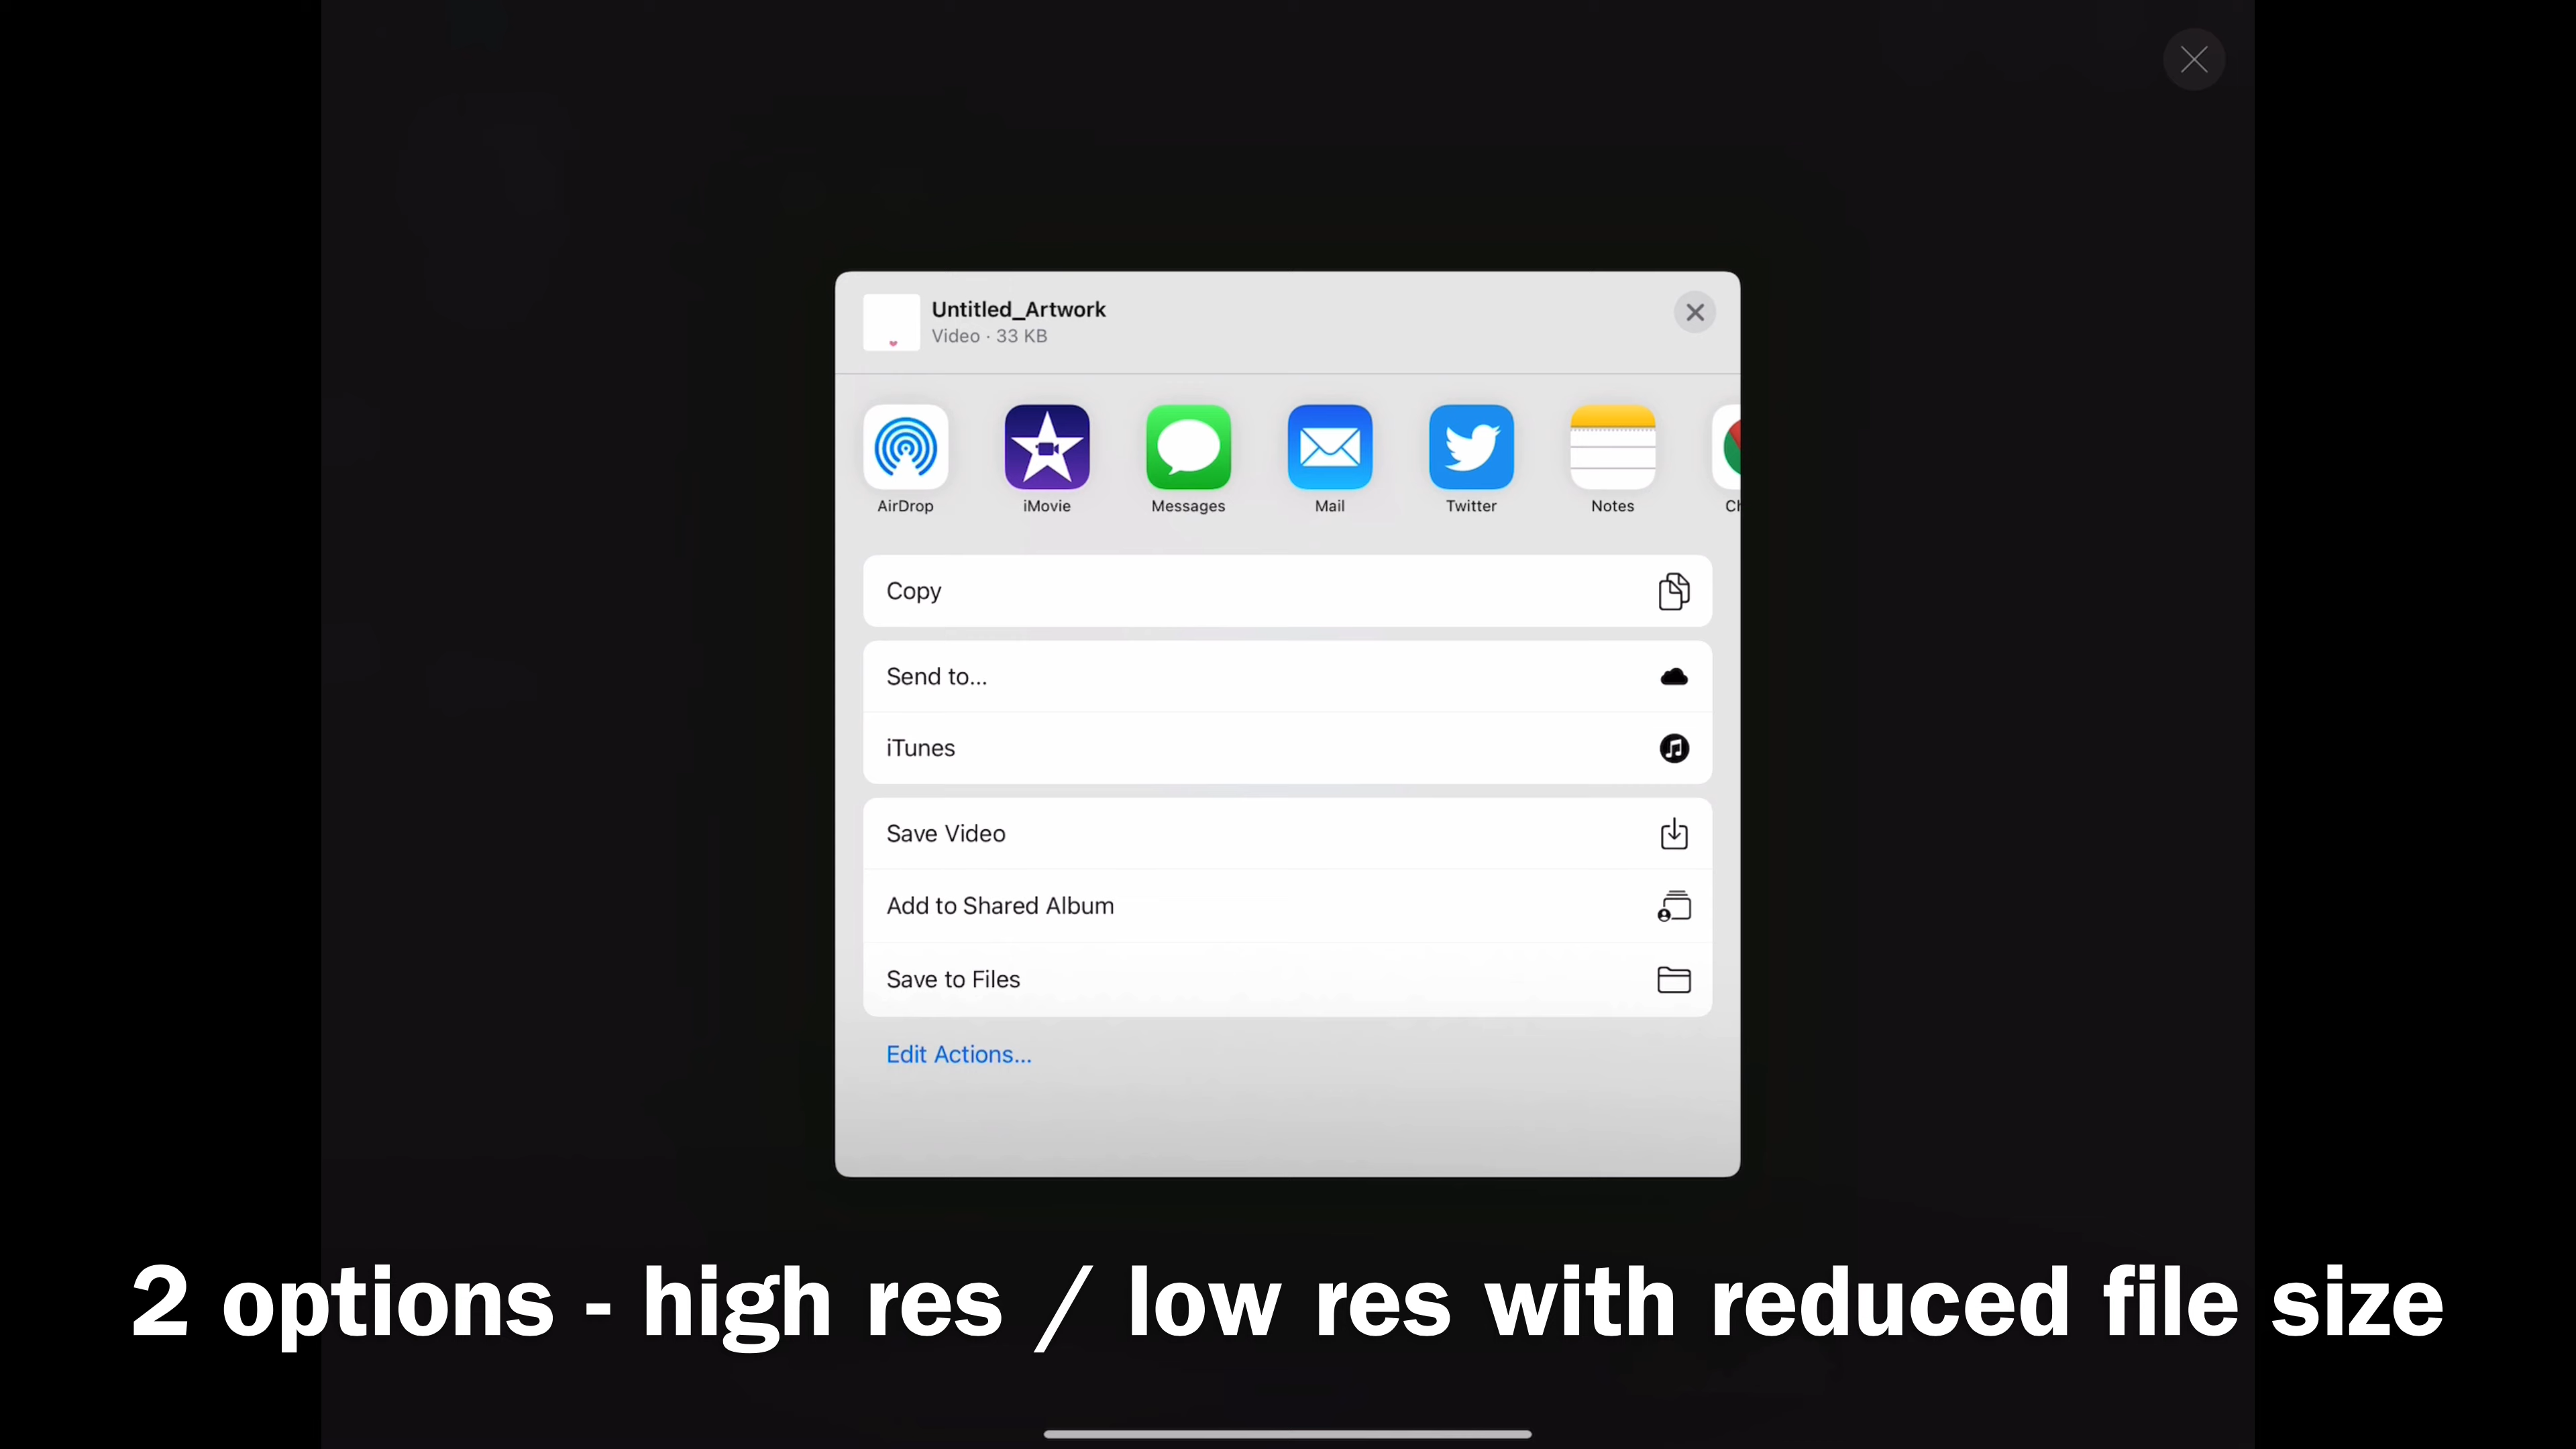 Untitled_Artwork
Video · 33 KB
AirDrop
iMovie
Messages
Mail
Twitter
Notes
Ch
Copy
Send to...
iTunes
Save Video
Add to Shared Album
Save to Files
Edit Actions...
2 options - high res / low res with reduced file size